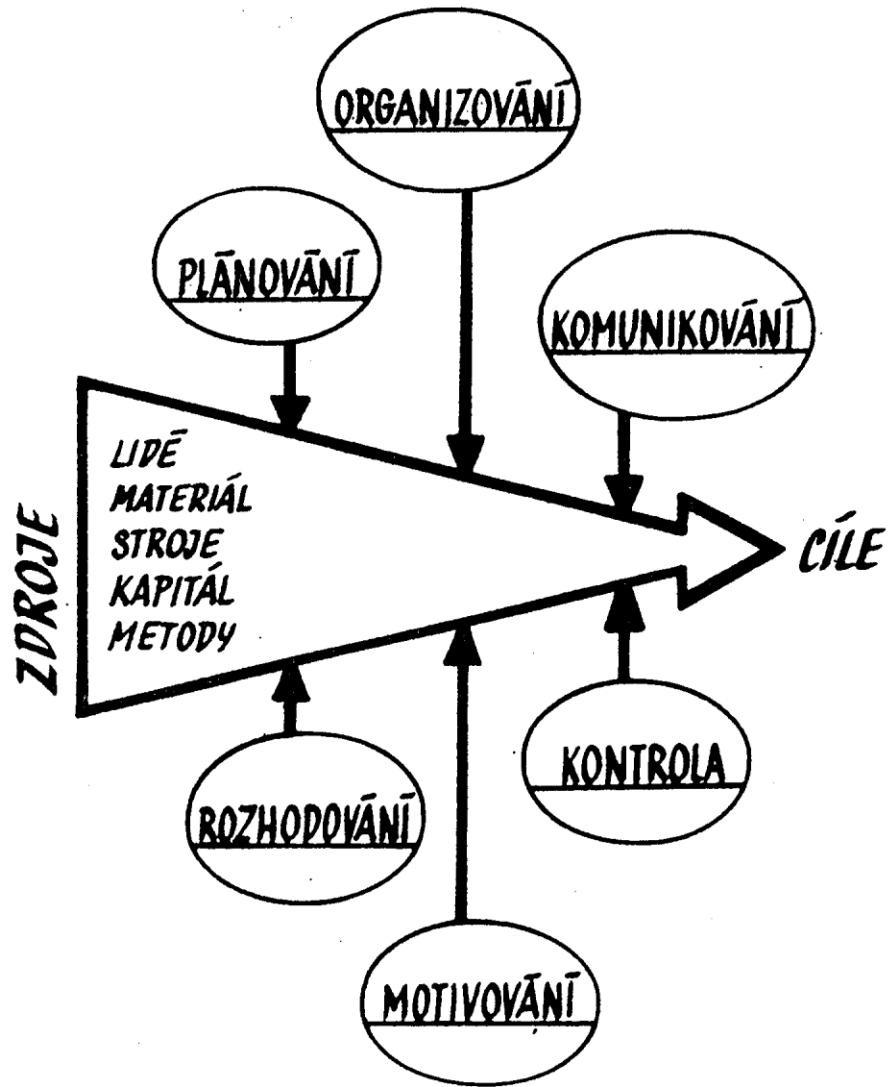 ORGANIZOVÁNÍ
PLÁNOVÁNÍ
KOMUNIKOVÁNÍ
ZDROJE
LIDÉ
MATERIÁL
STROJE
KAPITÁL
METODY
CÍLE
ROZHODOVÁNÍ
KONTROLA
MOTIVOVÁNÍ